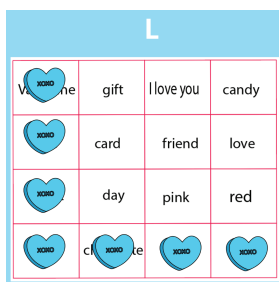 L
XOXO gift I love you candy
XOXO card friend love
XOXO day pink red
XOXO XOXO XOXO XOXO